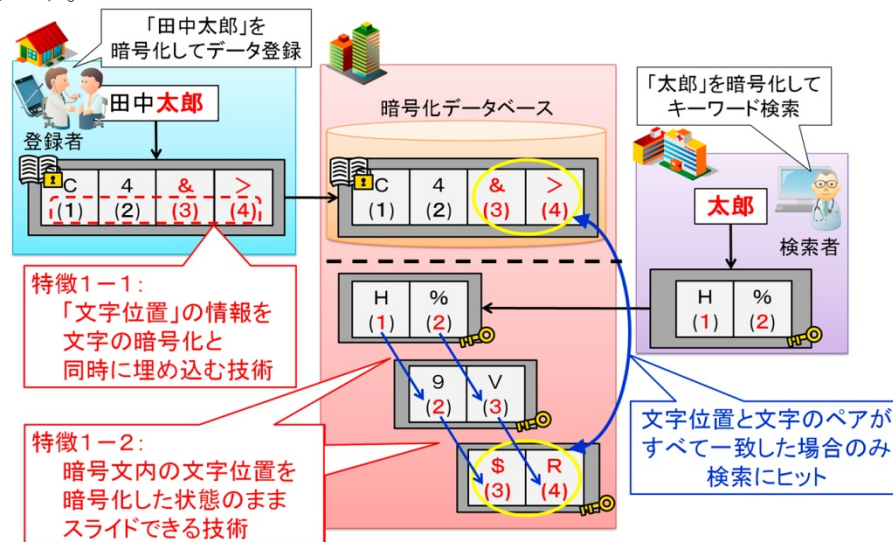 「田中太郎」を
暗号化してデータ登録
田中太郎
登録者
C 4 & >
(1) (2) (3) (4)
特徴1-1:
「文字位置」の情報を
文字の暗号化と
同時に埋め込む技術
特徴1-2:
暗号文内の文字位置を
暗号化した状態のまま
スライドできる技術
暗号化データベース
C 4 & >
(1) (2) (3) (4)
H %
(1) (2)
9 V
(2) (3)
$ R
(3) (4)
「太郎」を暗号化して
キーワード検索
太郎
検索者
H %
(1) (2)
文字位置と文字のペアが
すべて一致した場合のみ
検索にヒット